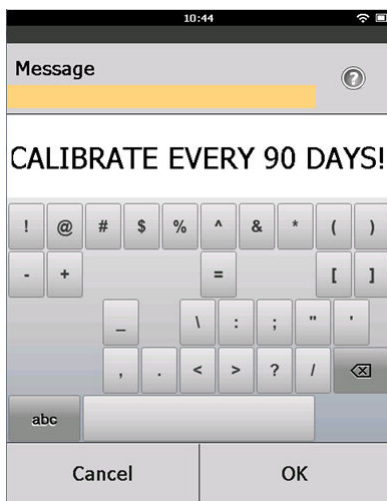 10:44
Message
?
CALIBRATE EVERY 90 DAYS!
! @ # $ % ^ & * ( )
- + = [ ]
_ \ : ; " '
, . < > ? /
abc
Cancel OK